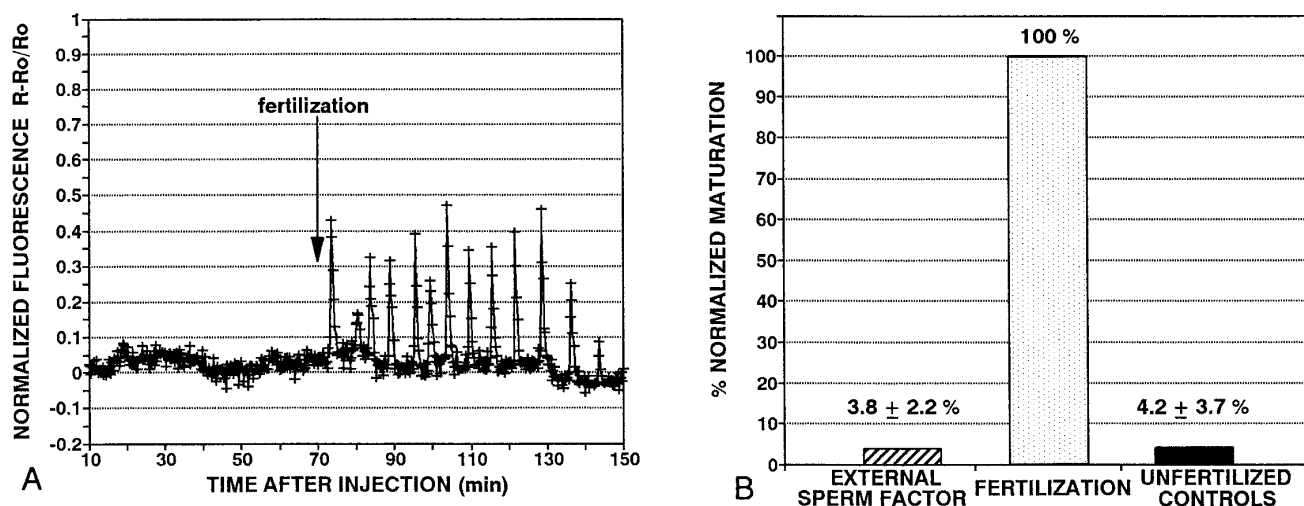 NORMALIZED FLUORESCENCE R-Ro/Ro
1
0.9
0.8
0.7
0.6
0.5
0.4
0.3
0.2
0.1
0
-0.1
-0.2
fertilization
10
30
50
70
90
110
130
150
TIME AFTER INJECTION (min)
A
% NORMALIZED MATURATION
100
90
80
70
60
50
40
30
20
10
0
100 %
3.8 ± 2.2 %
4.2 ± 3.7 %
EXTERNAL
SPERM FACTOR
FERTILIZATION
UNFERTILIZED
CONTROLS
B